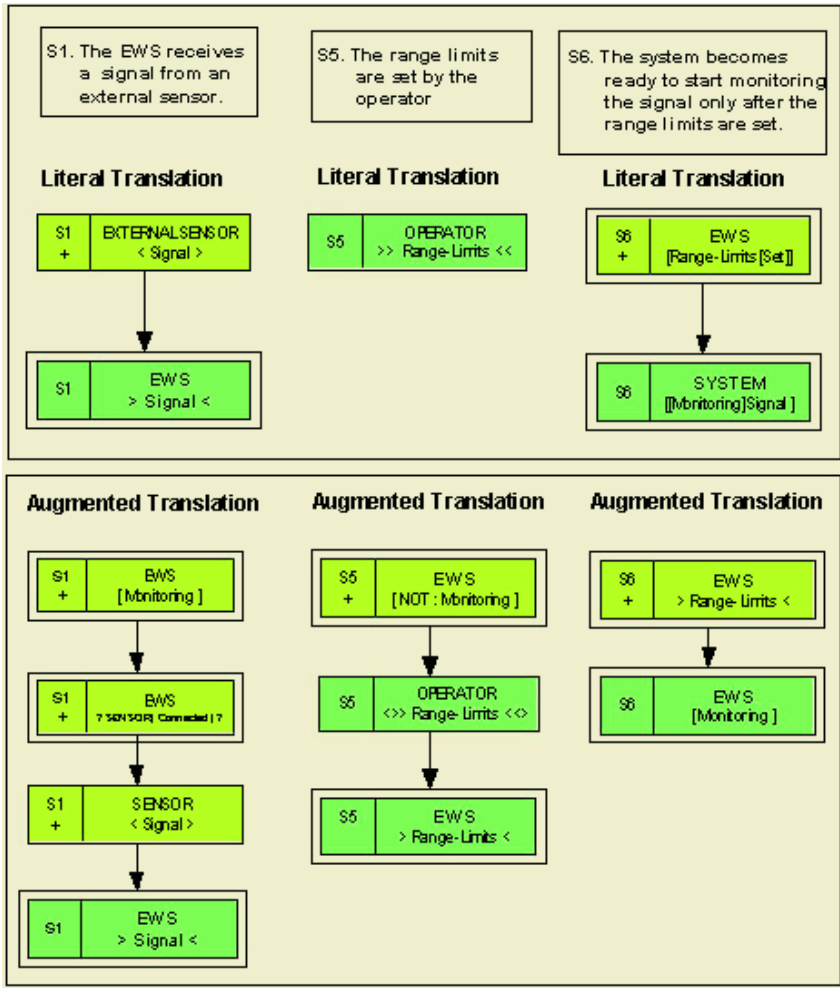 S1. The EWS receives
a signal from an
external sensor.
S5. The range limits
are set by the
operator
S6. The system becomes
ready to start monitoring
the signal only after the
range limits are set.
Literal Translation
Literal Translation
Literal Translation
S1
+
EXTERNALSENSOR
< Signal >
S1
EWS
> Signal <
S5
OPERATOR
>> Range-Limits <<
S6
+
EWS
[Range-Limits[Set]]
S6
SYSTEM
[[Monitoring]Signal ]
Augmented Translation
Augmented Translation
Augmented Translation
S1
+
EWS
[ Monitoring ]
S1
+
EWS
? SENSOR[ Connected ] ?
S1
+
SENSOR
< Signal >
S1
EWS
> Signal <
S5
+
EWS
[ NOT : Monitoring ]
S5
OPERATOR
<>> Range-Limits <<>
S5
EWS
> Range-Limits <
S6
+
EWS
> Range-Limits <
S6
EWS
[Monitoring ]